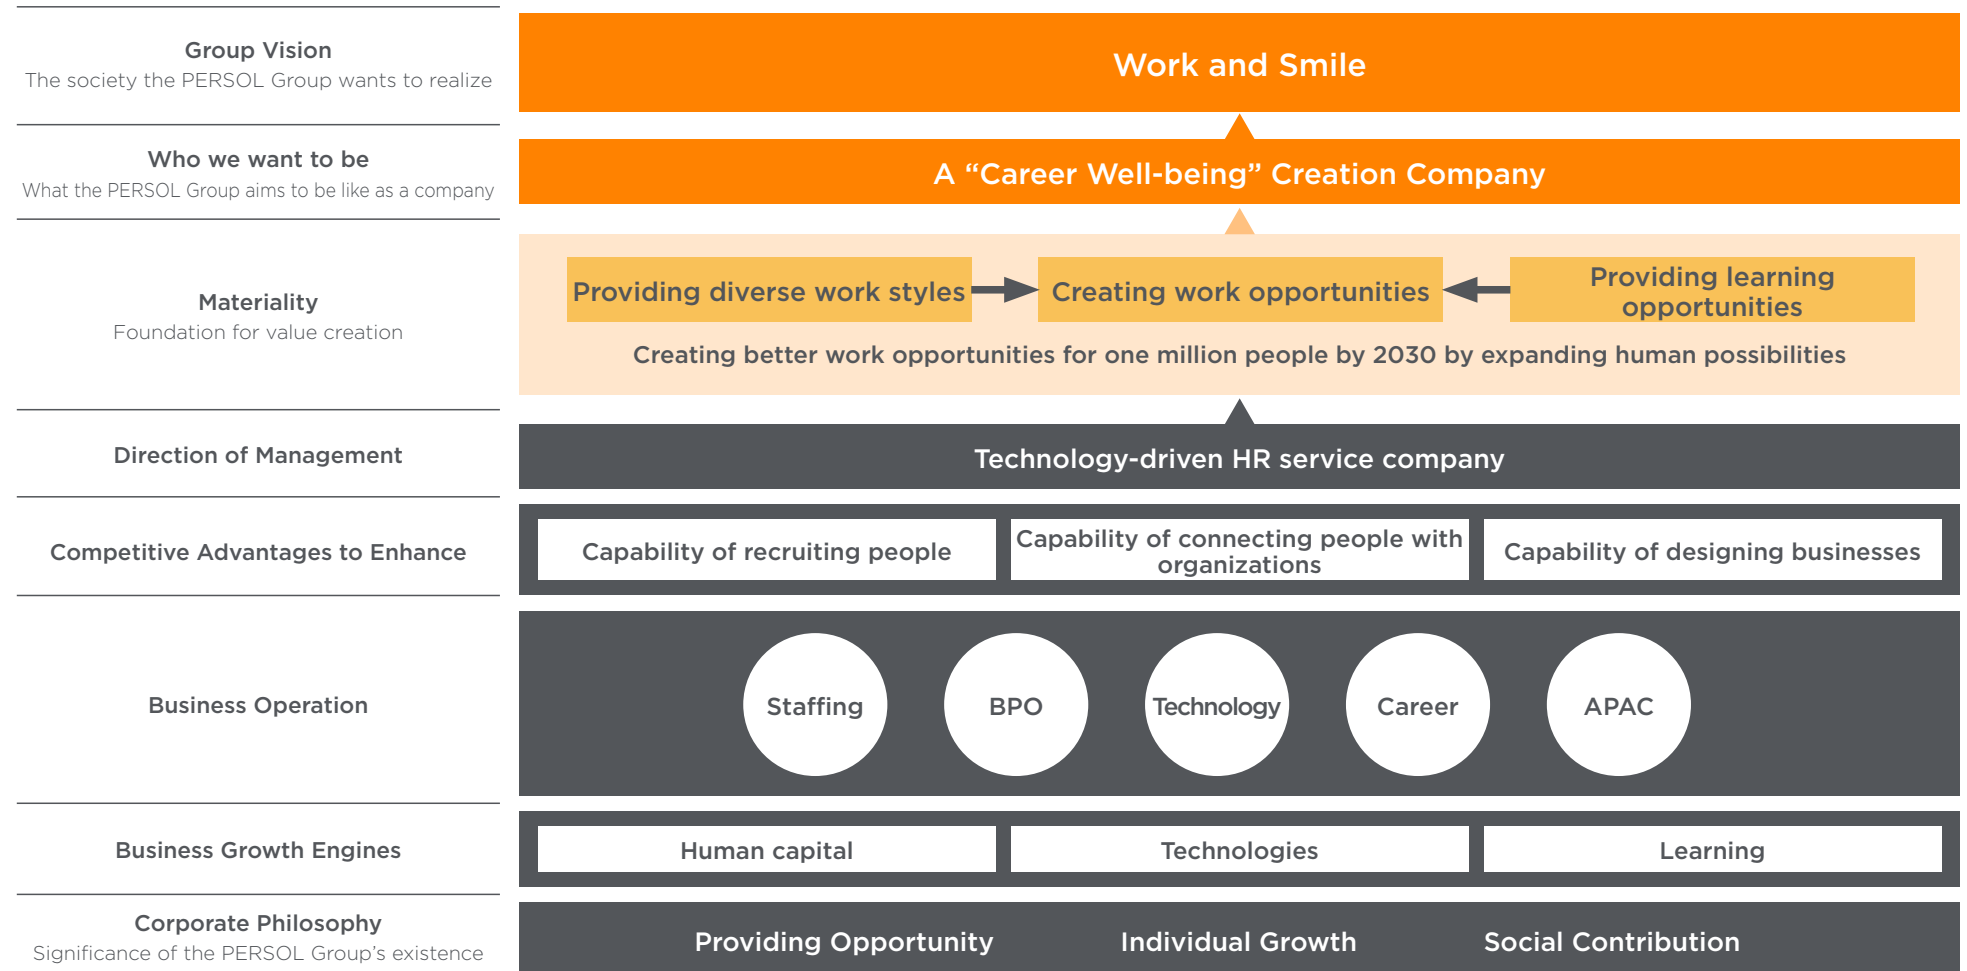 Group Vision
The society the PERSOL Group wants to realize
Work and Smile
Who we want to be
What the PERSOL Group aims to be like as a company
A “Career Well-being” Creation Company
Materiality
Foundation for value creation
Providing diverse work styles
Creating work opportunities
Providing learning
opportunities
Creating better work opportunities for one million people by 2030 by expanding human possibilities
Direction of Management
Technology-driven HR service company
Competitive Advantages to Enhance
Capability of recruiting people
Capability of connecting people with
organizations
Capability of designing businesses
Business Operation
Staffing
BPO
Technology
Career
APAC
Business Growth Engines
Human capital
Technologies
Learning
Corporate Philosophy
Significance of the PERSOL Group’s existence
Providing Opportunity
Individual Growth
Social Contribution